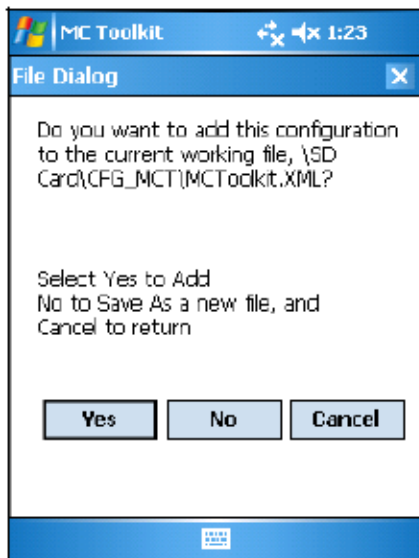 MC Toolkit 1:23
File Dialog
Do you want to add this configuration
to the current working file, \SD
Card\CFG_MCT\MCToolkit.XML?
Select Yes to Add
No to Save As a new file, and
Cancel to return
Yes No Cancel